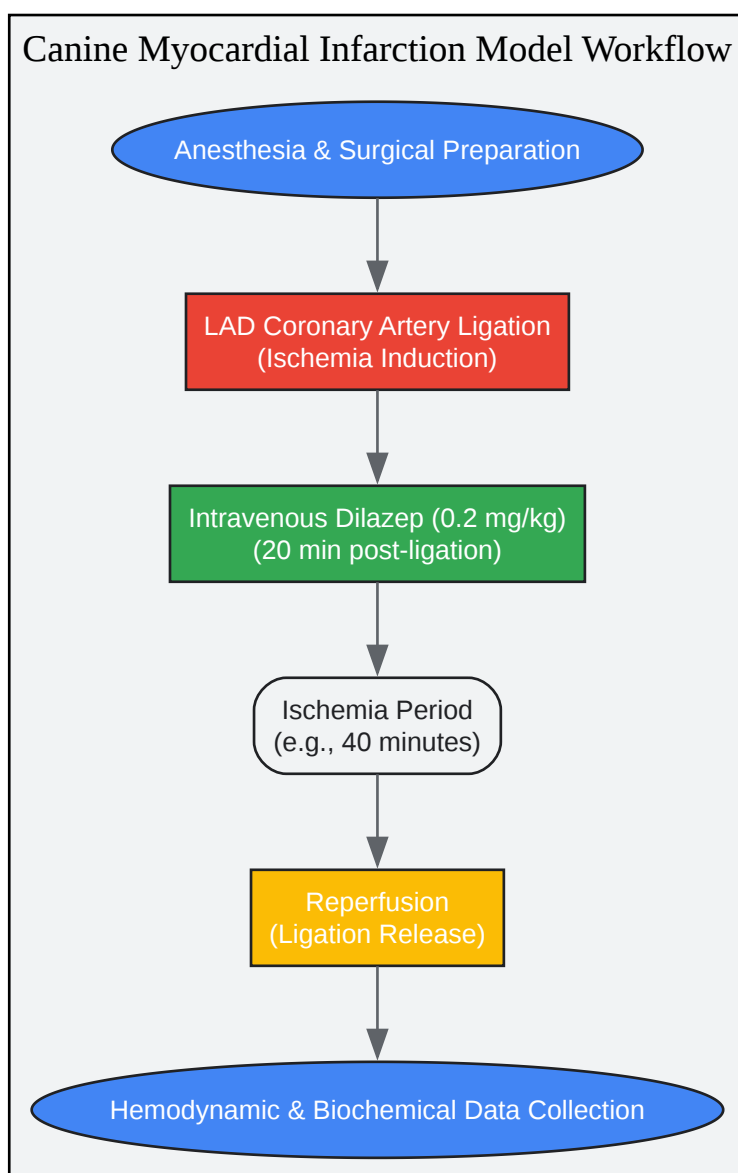 Canine Myocardial Infarction Model Workflow
Anesthesia & Surgical Preparation
LAD Coronary Artery Ligation
(Ischemia Induction)
Intravenous Dilazep (0.2 mg/kg)
(20 min post-ligation)
Ischemia Period
(e.g., 40 minutes)
Reperfusion
(Ligation Release)
Hemodynamic & Biochemical Data Collection